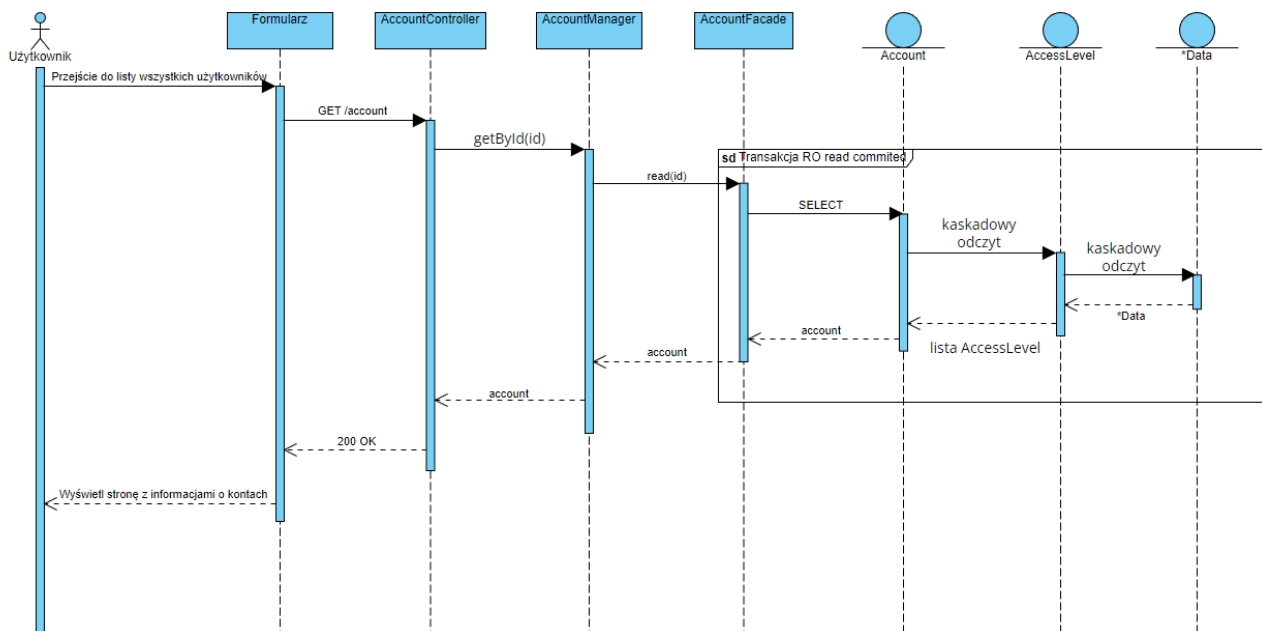 Formularz
AccountController
AccountManager
AccountFacade
Użytkownik
Account
AccessLevel
*Data
Przejście do listy wszystkich użytkowników
GET /account
getById(id)
sd Transakcja RO read commited
read(id)
SELECT
kaskadowy
odczyt
kaskadowy
odczyt
*Data
lista AccessLevel
account
account
account
200 OK
Wyświetl stronę z informacjami o kontach